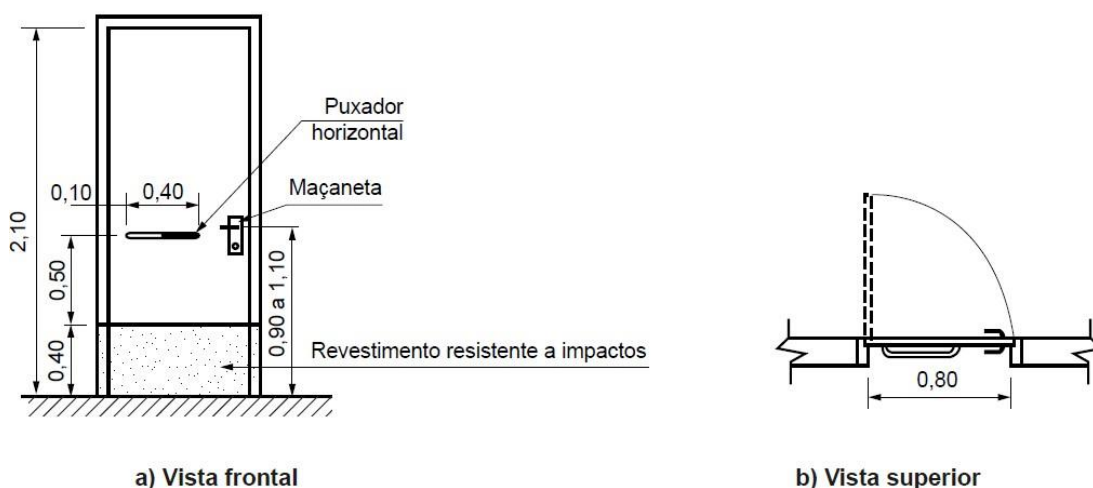 Puxador
horizontal
0,10
0,40
Maçaneta
2,10
0,50
0,90 a 1,10
0,40
Revestimento resistente a impactos
0,80
a) Vista frontal
b) Vista superior